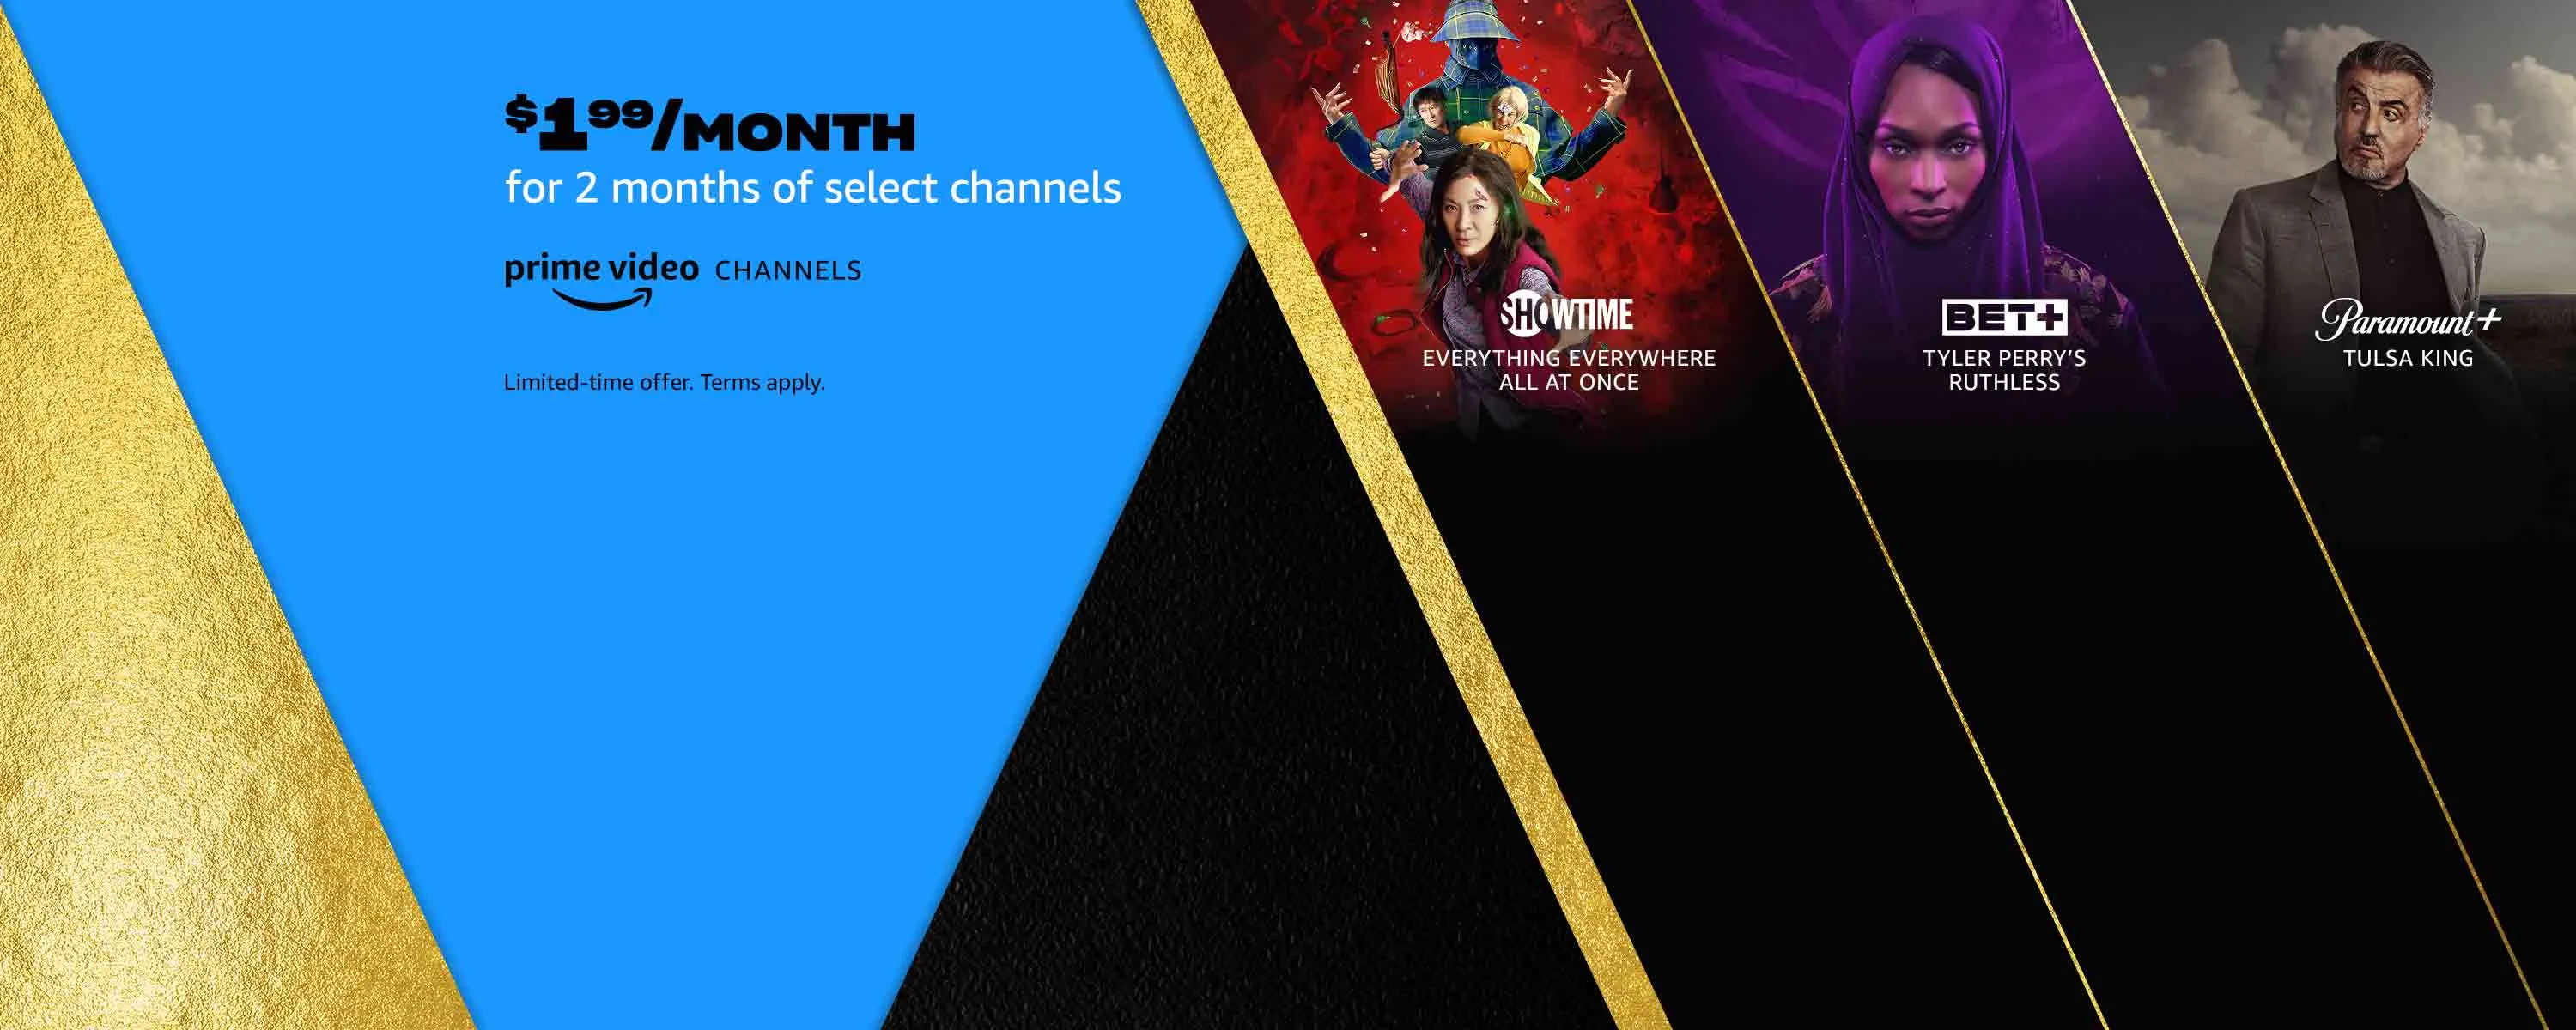 $1.99/MONTH
for 2 months of select channels
prime video CHANNELS
Limited-time offer. Terms apply.
SHOWTIME
EVERYTHING EVERYWHERE
ALL AT ONCE
BET+
TYLER PERRY'S
RUTHLESS
Paramount+
TULSA KING